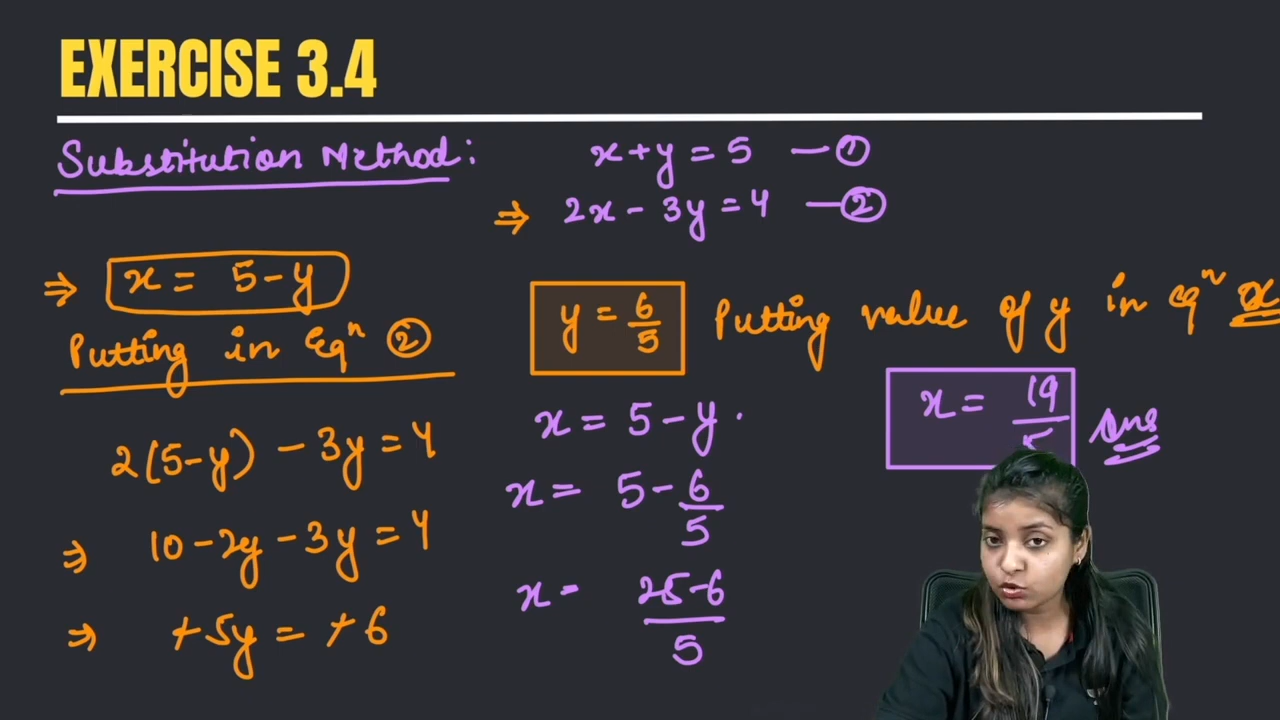 EXERCISE 3.4
Substitution Method:
x+y = 5 — ①
⇒ 2x - 3y = 4 — ②
⇒ x = 5-y
Putting in Eqⁿ ②
2(5-y) - 3y = 4
⇒ 10 - 2y - 3y = 4
⇒ +5y = +6
y = 6/5 Putting value of y in eqⁿ x
x = 5 - y .
x = 5 - 6/5
x = 25-6/5
x = 19/5 Ans